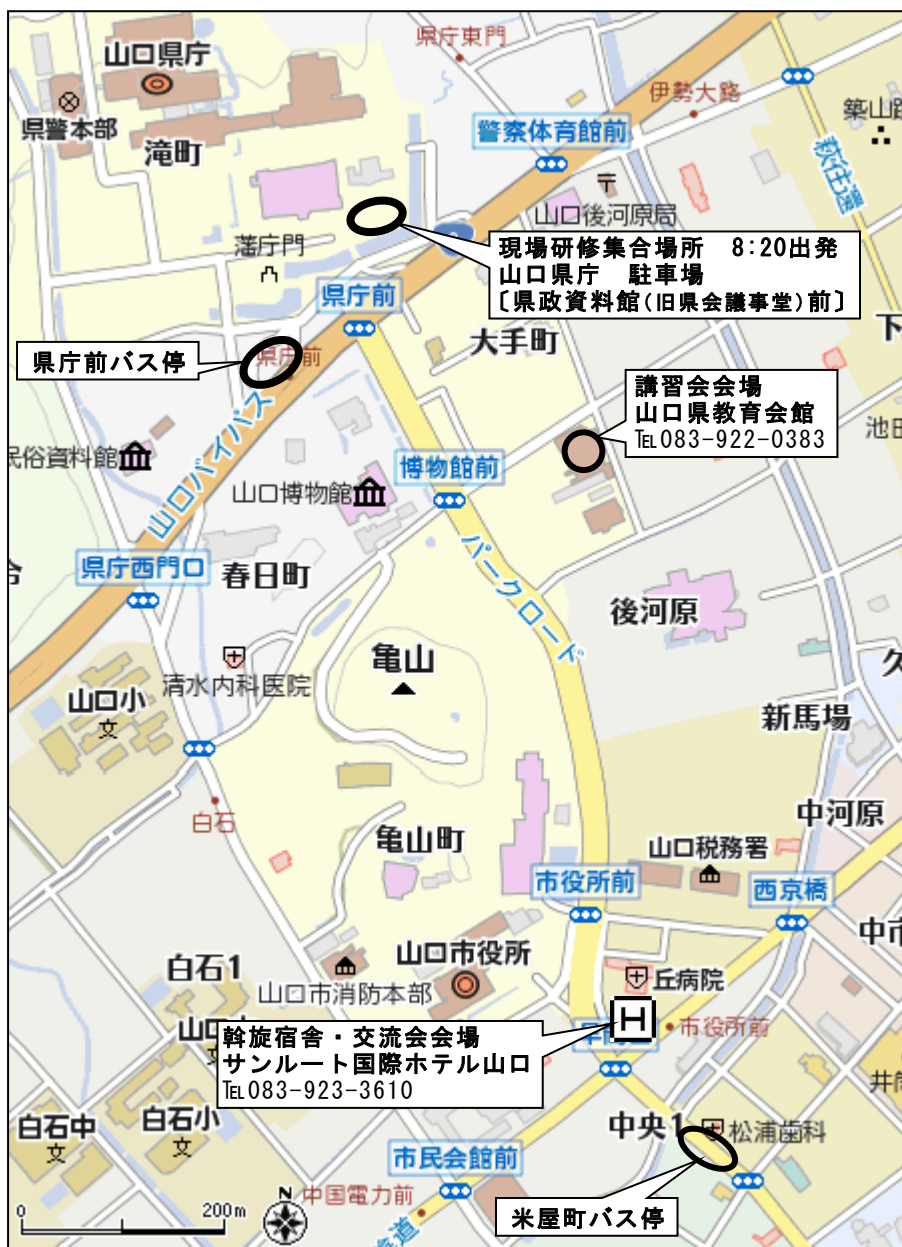 県庁東門
山口県庁
伊勢大路
県警本部
築山跡
警察体育館前
滝町
萩往還
山口後河原局
藩庁門
現場研修集合場所 8:20出発
山口県庁 駐車場
〔県政資料館(旧県会議事堂)前〕
県庁前
大手町
下
県庁前バス停
県庁前
講習会会場
山口県教育会館
℡083-922-0383
池田
民俗資料館
山口バイパス
博物館前
山口博物館
パークロード
県庁西門口
春日町
後河原
亀山
久
清水内科医院
山口小
新馬場
白石
中河原
亀山町
山口税務署
市役所前
西京橋
中市
白石1
山口市役所
丘病院
山口市消防本部
H
市役所前
斡旋宿舎・交流会会場
サンルート国際ホテル山口
℡083-923-3610
井筒
中央1
松浦歯科
白石中
白石小
市民会館前
中国電力前
米屋町バス停
N
0
200m
道